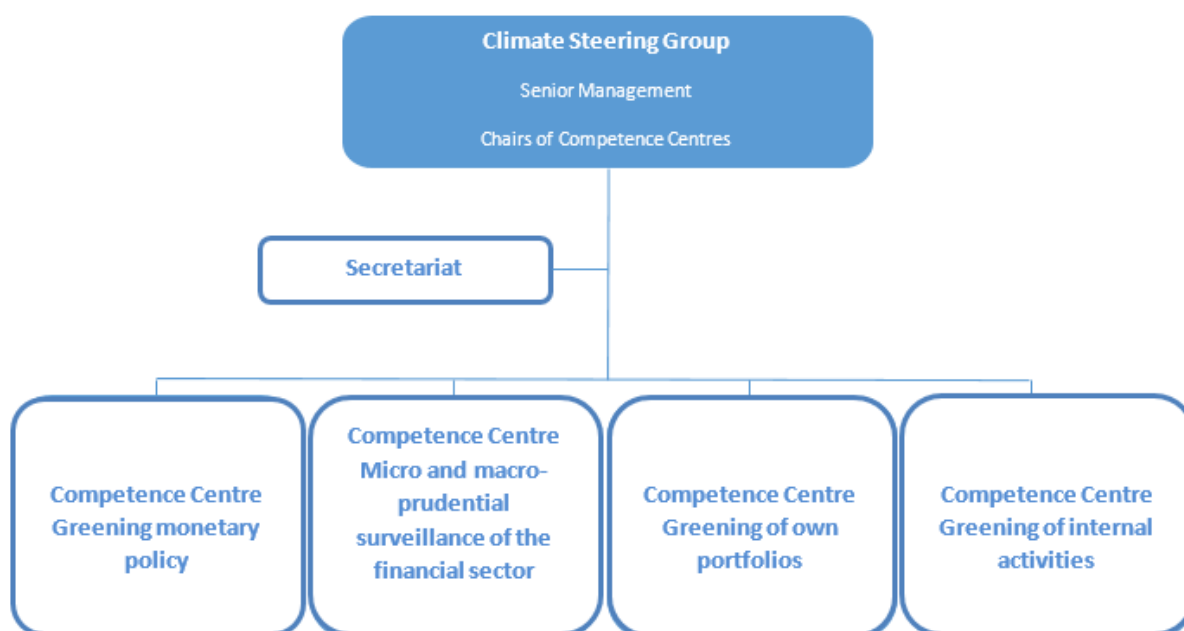 Climate Steering Group
Senior Management
Chairs of Competence Centres
Secretariat
Competence Centre
Greening monetary
policy
Competence Centre
Micro and macro-
prudential
surveillance of the
financial sector
Competence Centre
Greening of own
portfolios
Competence Centre
Greening of internal
activities